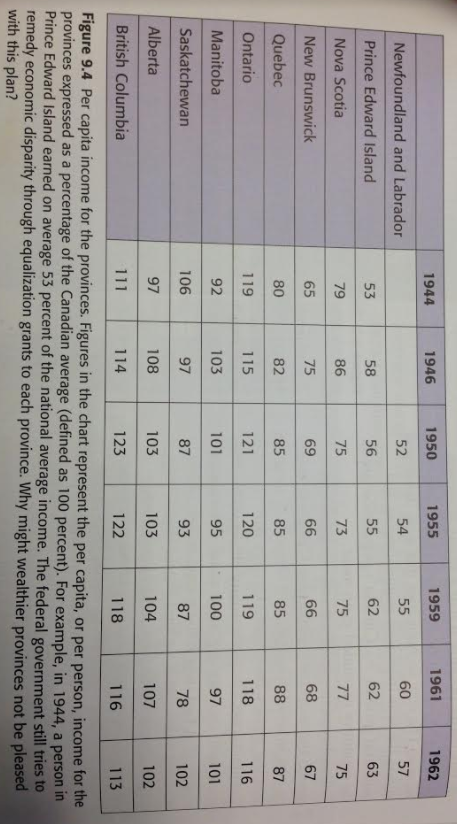 1944 1946 1950 1955 1959 1961 1962
Newfoundland and Labrador 52 54 55 60 57
Prince Edward Island 53 58 56 55 62 62 63
Nova Scotia 79 86 75 73 75 77 75
New Brunswick 65 75 69 66 66 68 67
Quebec 80 82 85 85 85 88 87
Ontario 119 115 121 120 119 118 116
Manitoba 92 103 101 95 100 97 101
Saskatchewan 106 97 87 93 87 78 102
Alberta 97 108 103 103 104 107 102
British Columbia 111 114 123 122 118 116 113
Figure 9.4 Per capita income for the provinces. Figures in the chart represent the per capita, or per person, income for the
provinces expressed as a percentage of the Canadian average (defined as 100 percent). For example, in 1944, a person in
Prince Edward Island earned on average 53 percent of the national average income. The federal government still tries to
remedy economic disparity through equalization grants to each province. Why might wealthier provinces not be pleased
with this plan?